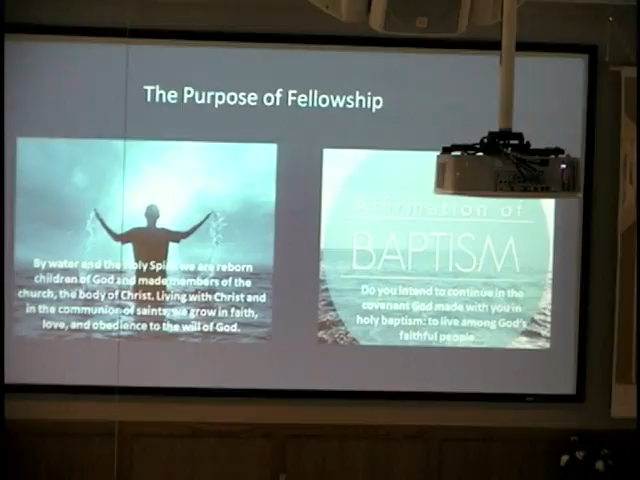 The Purpose of Fellowship
By water and the Holy Spirit we are reborn
children of God and made members of the
church, the body of Christ. Living with Christ and
in the communion of saints, we grow in faith,
love, and obedience to the will of God.
Affirmation of
BAPTISM
Do you intend to continue in the
covenant God made with you in
holy baptism: to live among God's
faithful people